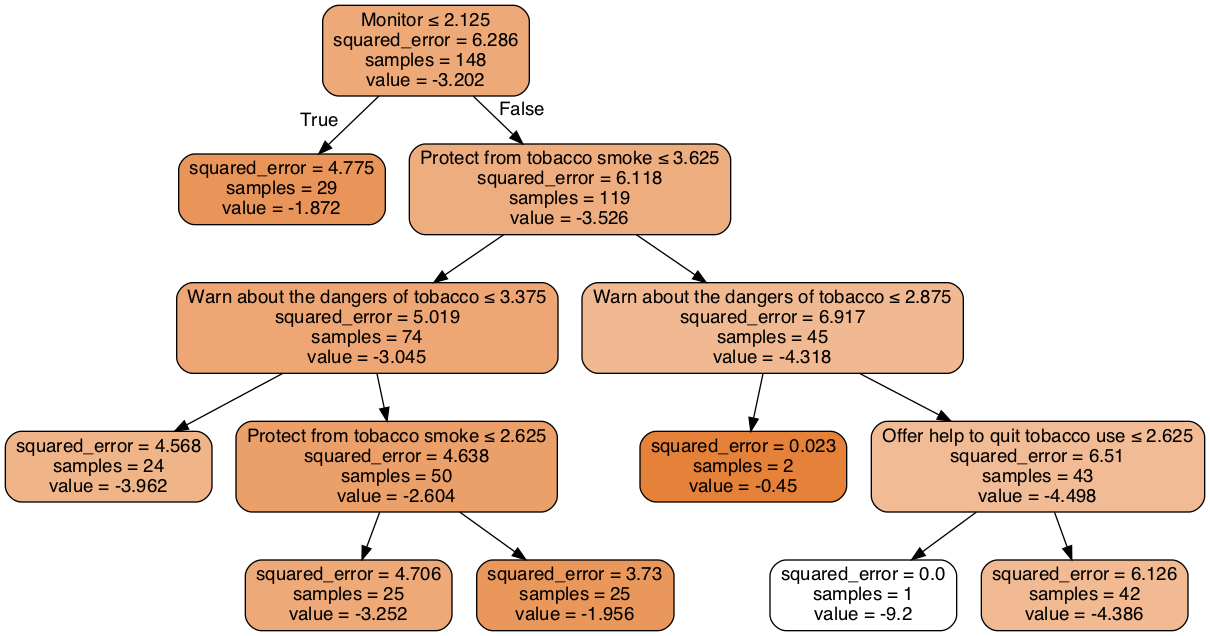 Monitor ≤ 2.125
squared_error = 6.286
samples = 148
value = -3.202
True
False
squared_error = 4.775
samples = 29
value = -1.872
Protect from tobacco smoke ≤ 3.625
squared_error = 6.118
samples = 119
value = -3.526
Warn about the dangers of tobacco ≤ 3.375
squared_error = 5.019
samples = 74
value = -3.045
Warn about the dangers of tobacco ≤ 2.875
squared_error = 6.917
samples = 45
value = -4.318
squared_error = 4.568
samples = 24
value = -3.962
Protect from tobacco smoke ≤ 2.625
squared_error = 4.638
samples = 50
value = -2.604
squared_error = 0.023
samples = 2
value = -0.45
Offer help to quit tobacco use ≤ 2.625
squared_error = 6.51
samples = 43
value = -4.498
squared_error = 4.706
samples = 25
value = -3.252
squared_error = 3.73
samples = 25
value = -1.956
squared_error = 0.0
samples = 1
value = -9.2
squared_error = 6.126
samples = 42
value = -4.386